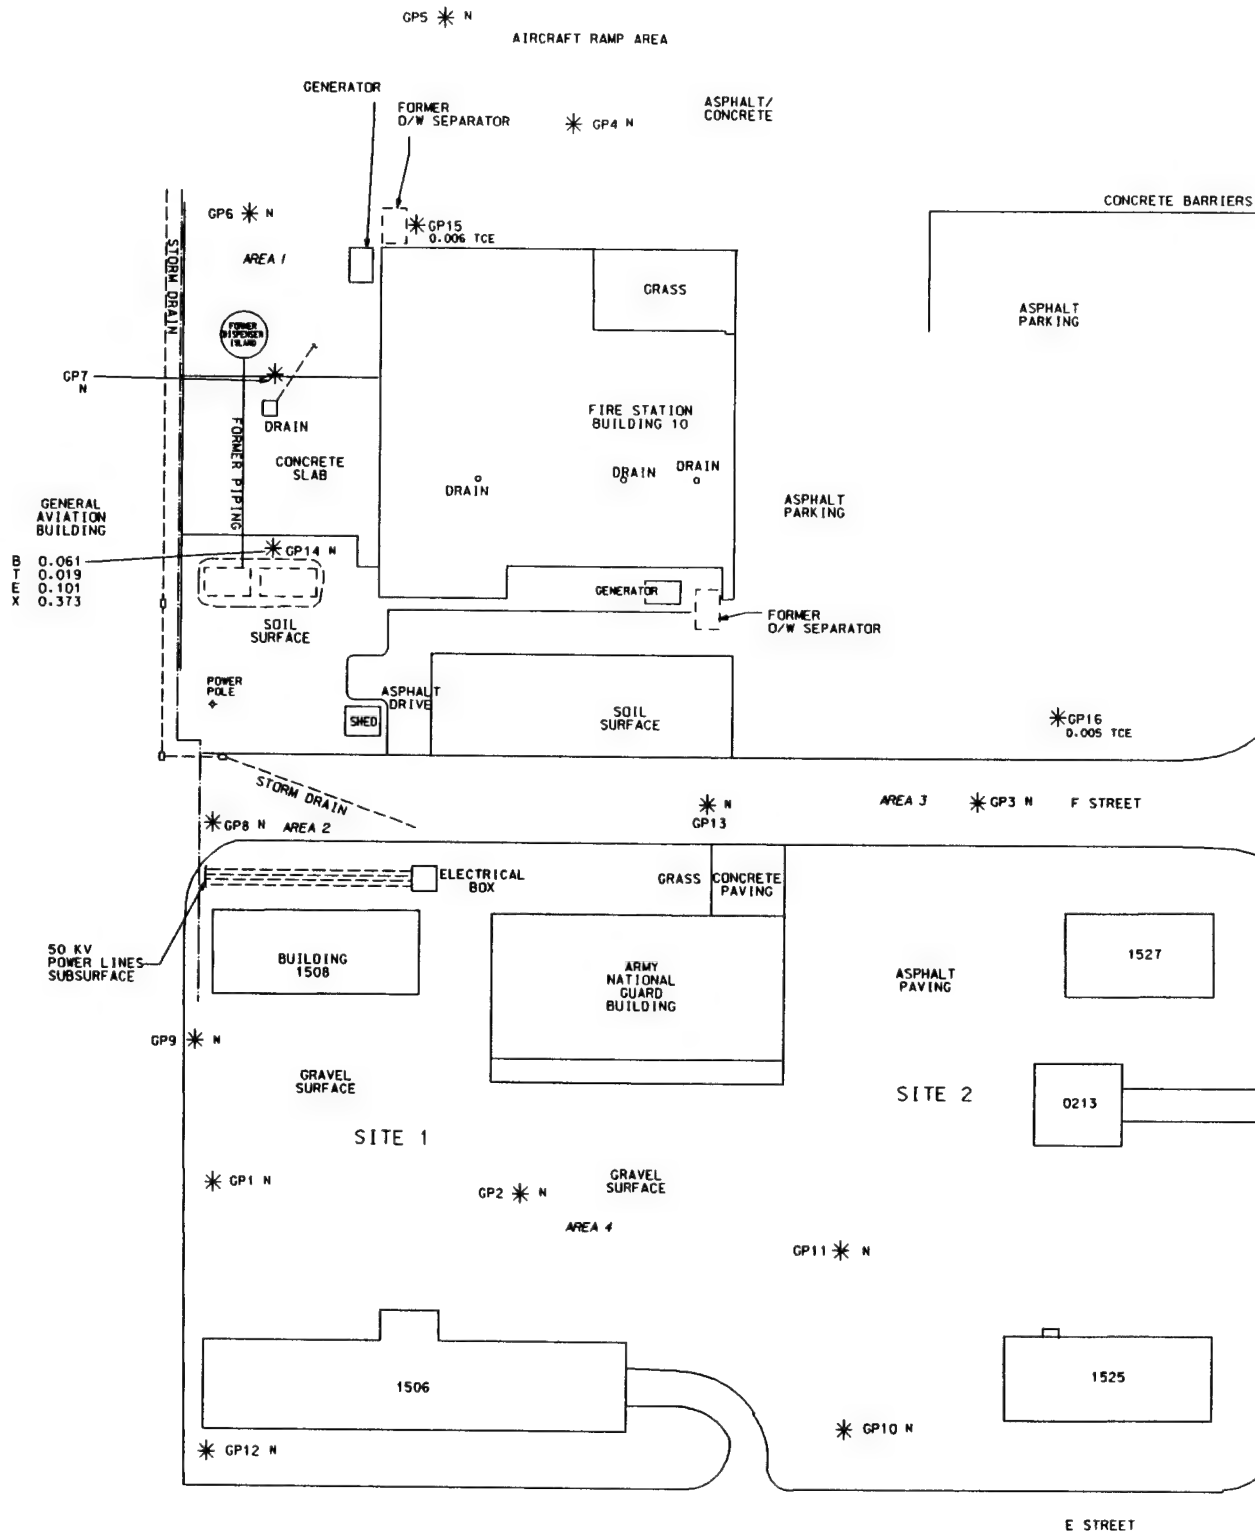 GP5 N
AIRCRAFT RAMP AREA
GENERATOR
FORMER
O/W SEPARATOR
GP4 N
ASPHALT/
CONCRETE
CONCRETE BARRIERS
GP6 N
GP15
0.006 TCE
AREA 1
STORM DRAIN
GRASS
ASPHALT
PARKING
FORMER
DISPENSER
ISLAND
GP7
N
DRAIN
FORMER PIPING
CONCRETE
SLAB
FIRE STATION
BUILDING 10
DRAIN
DRAIN
DRAIN
ASPHALT
PARKING
GENERAL
AVIATION
BUILDING
GP14 N
B 0.061
T 0.019
E 0.101
X 0.373
GENERATOR
FORMER
O/W SEPARATOR
SOIL
SURFACE
POWER
POLE
ASPHALT
DRIVE
SHED
SOIL
SURFACE
GP16
0.005 TCE
STORM DRAIN
GP8 N
AREA 2
N
GP13
AREA 3
GP3 N
F STREET
ELECTRICAL
BOX
GRASS
CONCRETE
PAVING
50 KV
POWER LINES
SUBSURFACE
BUILDING
1508
ARMY
NATIONAL
GUARD
BUILDING
ASPHALT
PAVING
1527
GP9 N
GRAVEL
SURFACE
SITE 1
SITE 2
0213
GP1 N
GP2 N
GRAVEL
SURFACE
AREA 4
GP11 N
1506
1525
GP12 N
GP10 N
E STREET